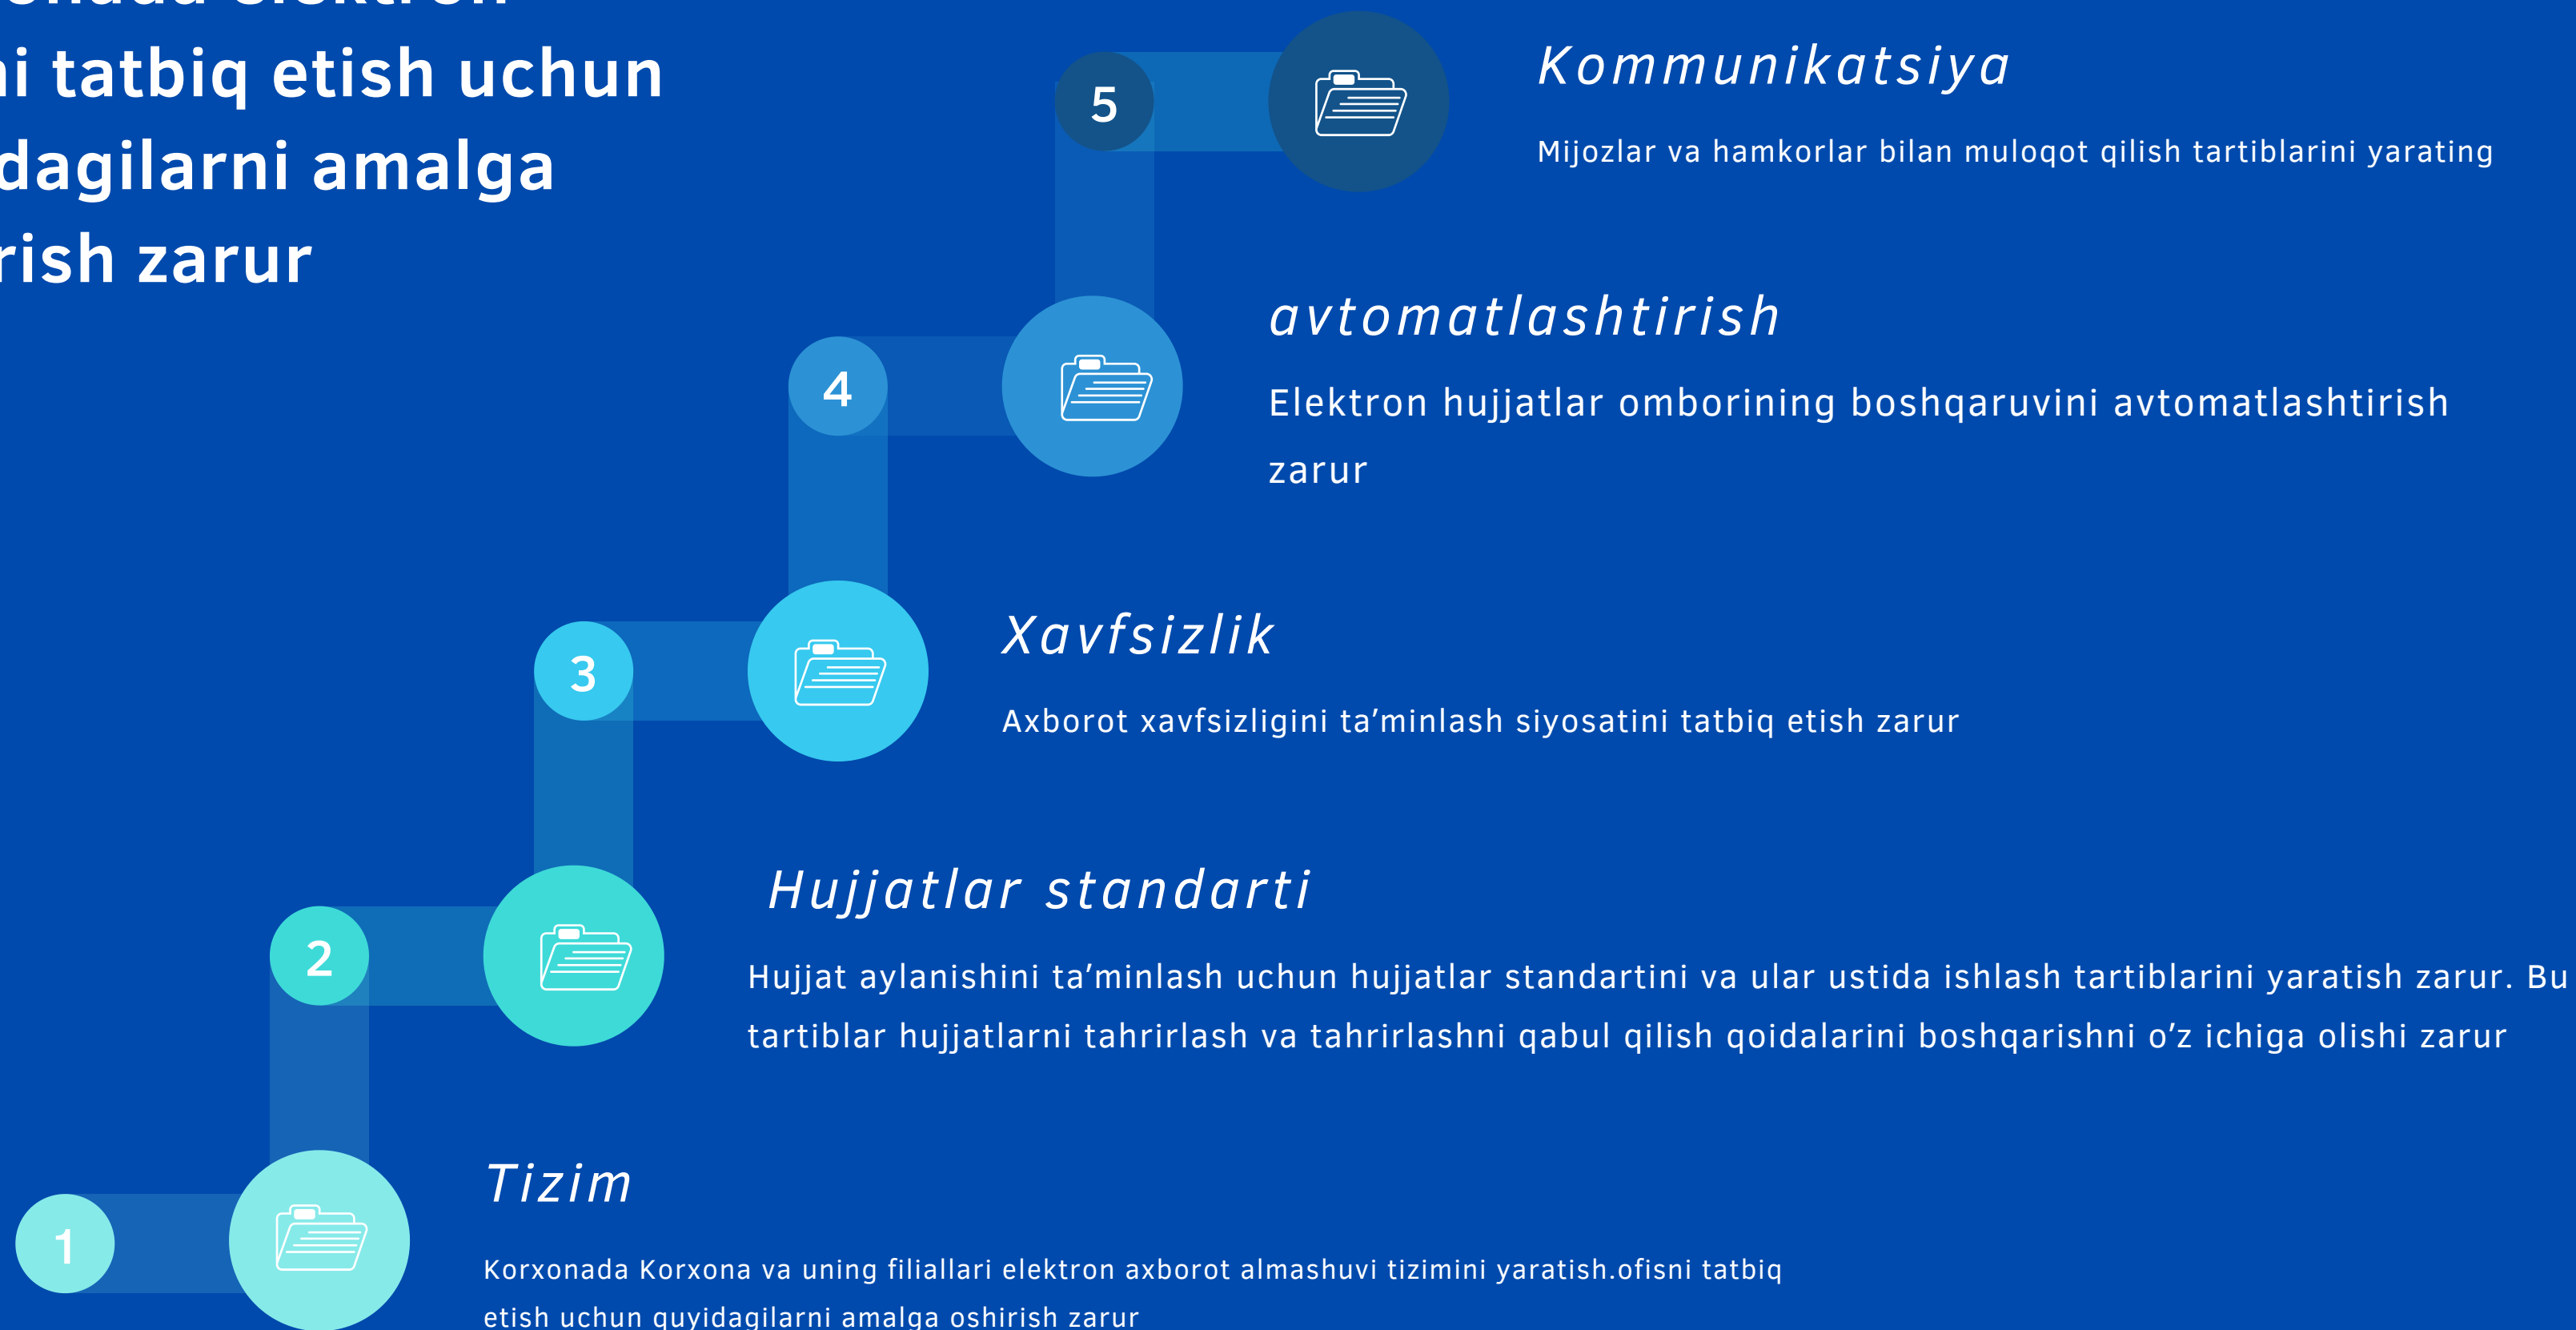 ni tatbiq etish uchun
dagilarni amalga
rish zarur
5
Kommunikatsiya
Mijozlar va hamkorlar bilan muloqot qilish tartiblarini yarating
4
avtomatlashtirish
Elektron hujjatlar omborining boshqaruvini avtomatlashtirish
zarur
3
Xavfsizlik
Axborot xavfsizligini ta’minlash siyosatini tatbiq etish zarur
2
Hujjatlar standarti
Hujjat aylanishini ta’minlash uchun hujjatlar standartini va ular ustida ishlash tartiblarini yaratish zarur. Bu
tartiblar hujjatlarni tahrirlash va tahrirlashni qabul qilish qoidalarini boshqarishni o’z ichiga olishi zarur
1
Tizim
Korxonada Korxona va uning filiallari elektron axborot almashuvi tizimini yaratish.ofisni tatbiq
etish uchun quyidagilarni amalga oshirish zarur